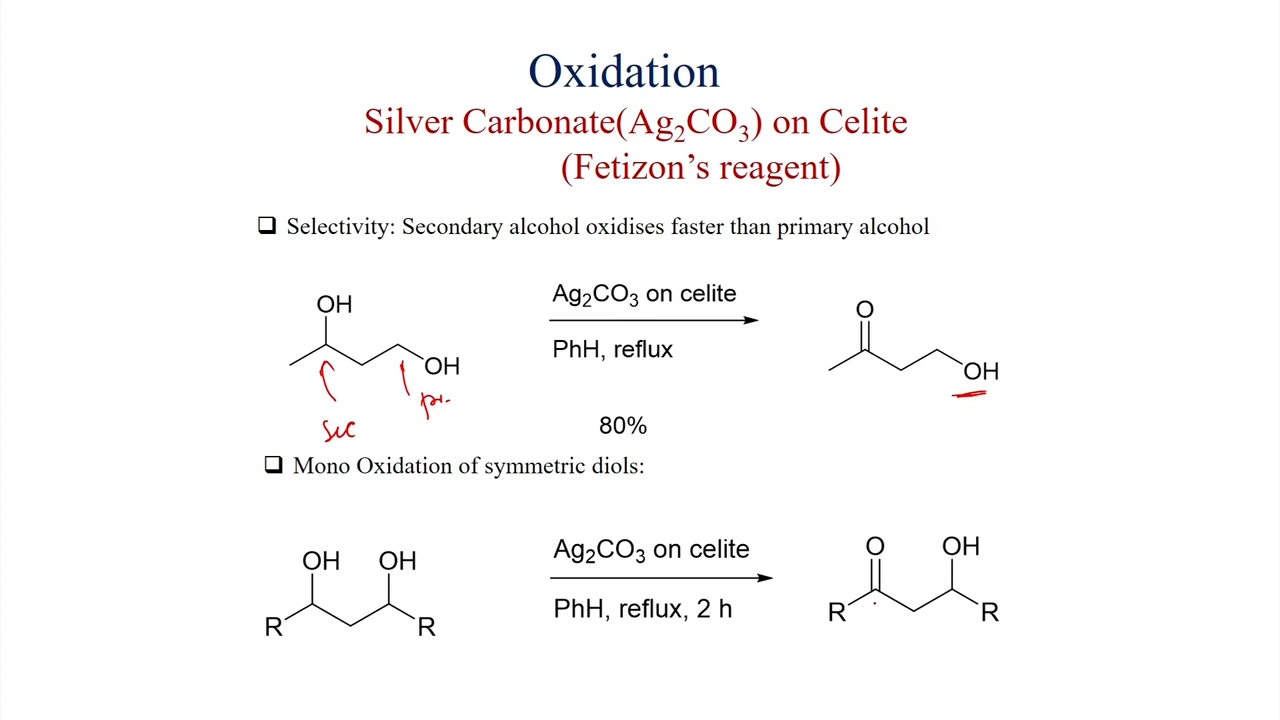 Oxidation
Silver Carbonate(Ag₂CO₃) on Celite
(Fetizon’s reagent)
❑ Selectivity: Secondary alcohol oxidises faster than primary alcohol
OH
OH
sec
pr.
Ag₂CO₃ on celite
PhH, reflux
80%
O
OH
❑ Mono Oxidation of symmetric diols:
OH OH
R R
Ag₂CO₃ on celite
PhH, reflux, 2 h
O OH
R R